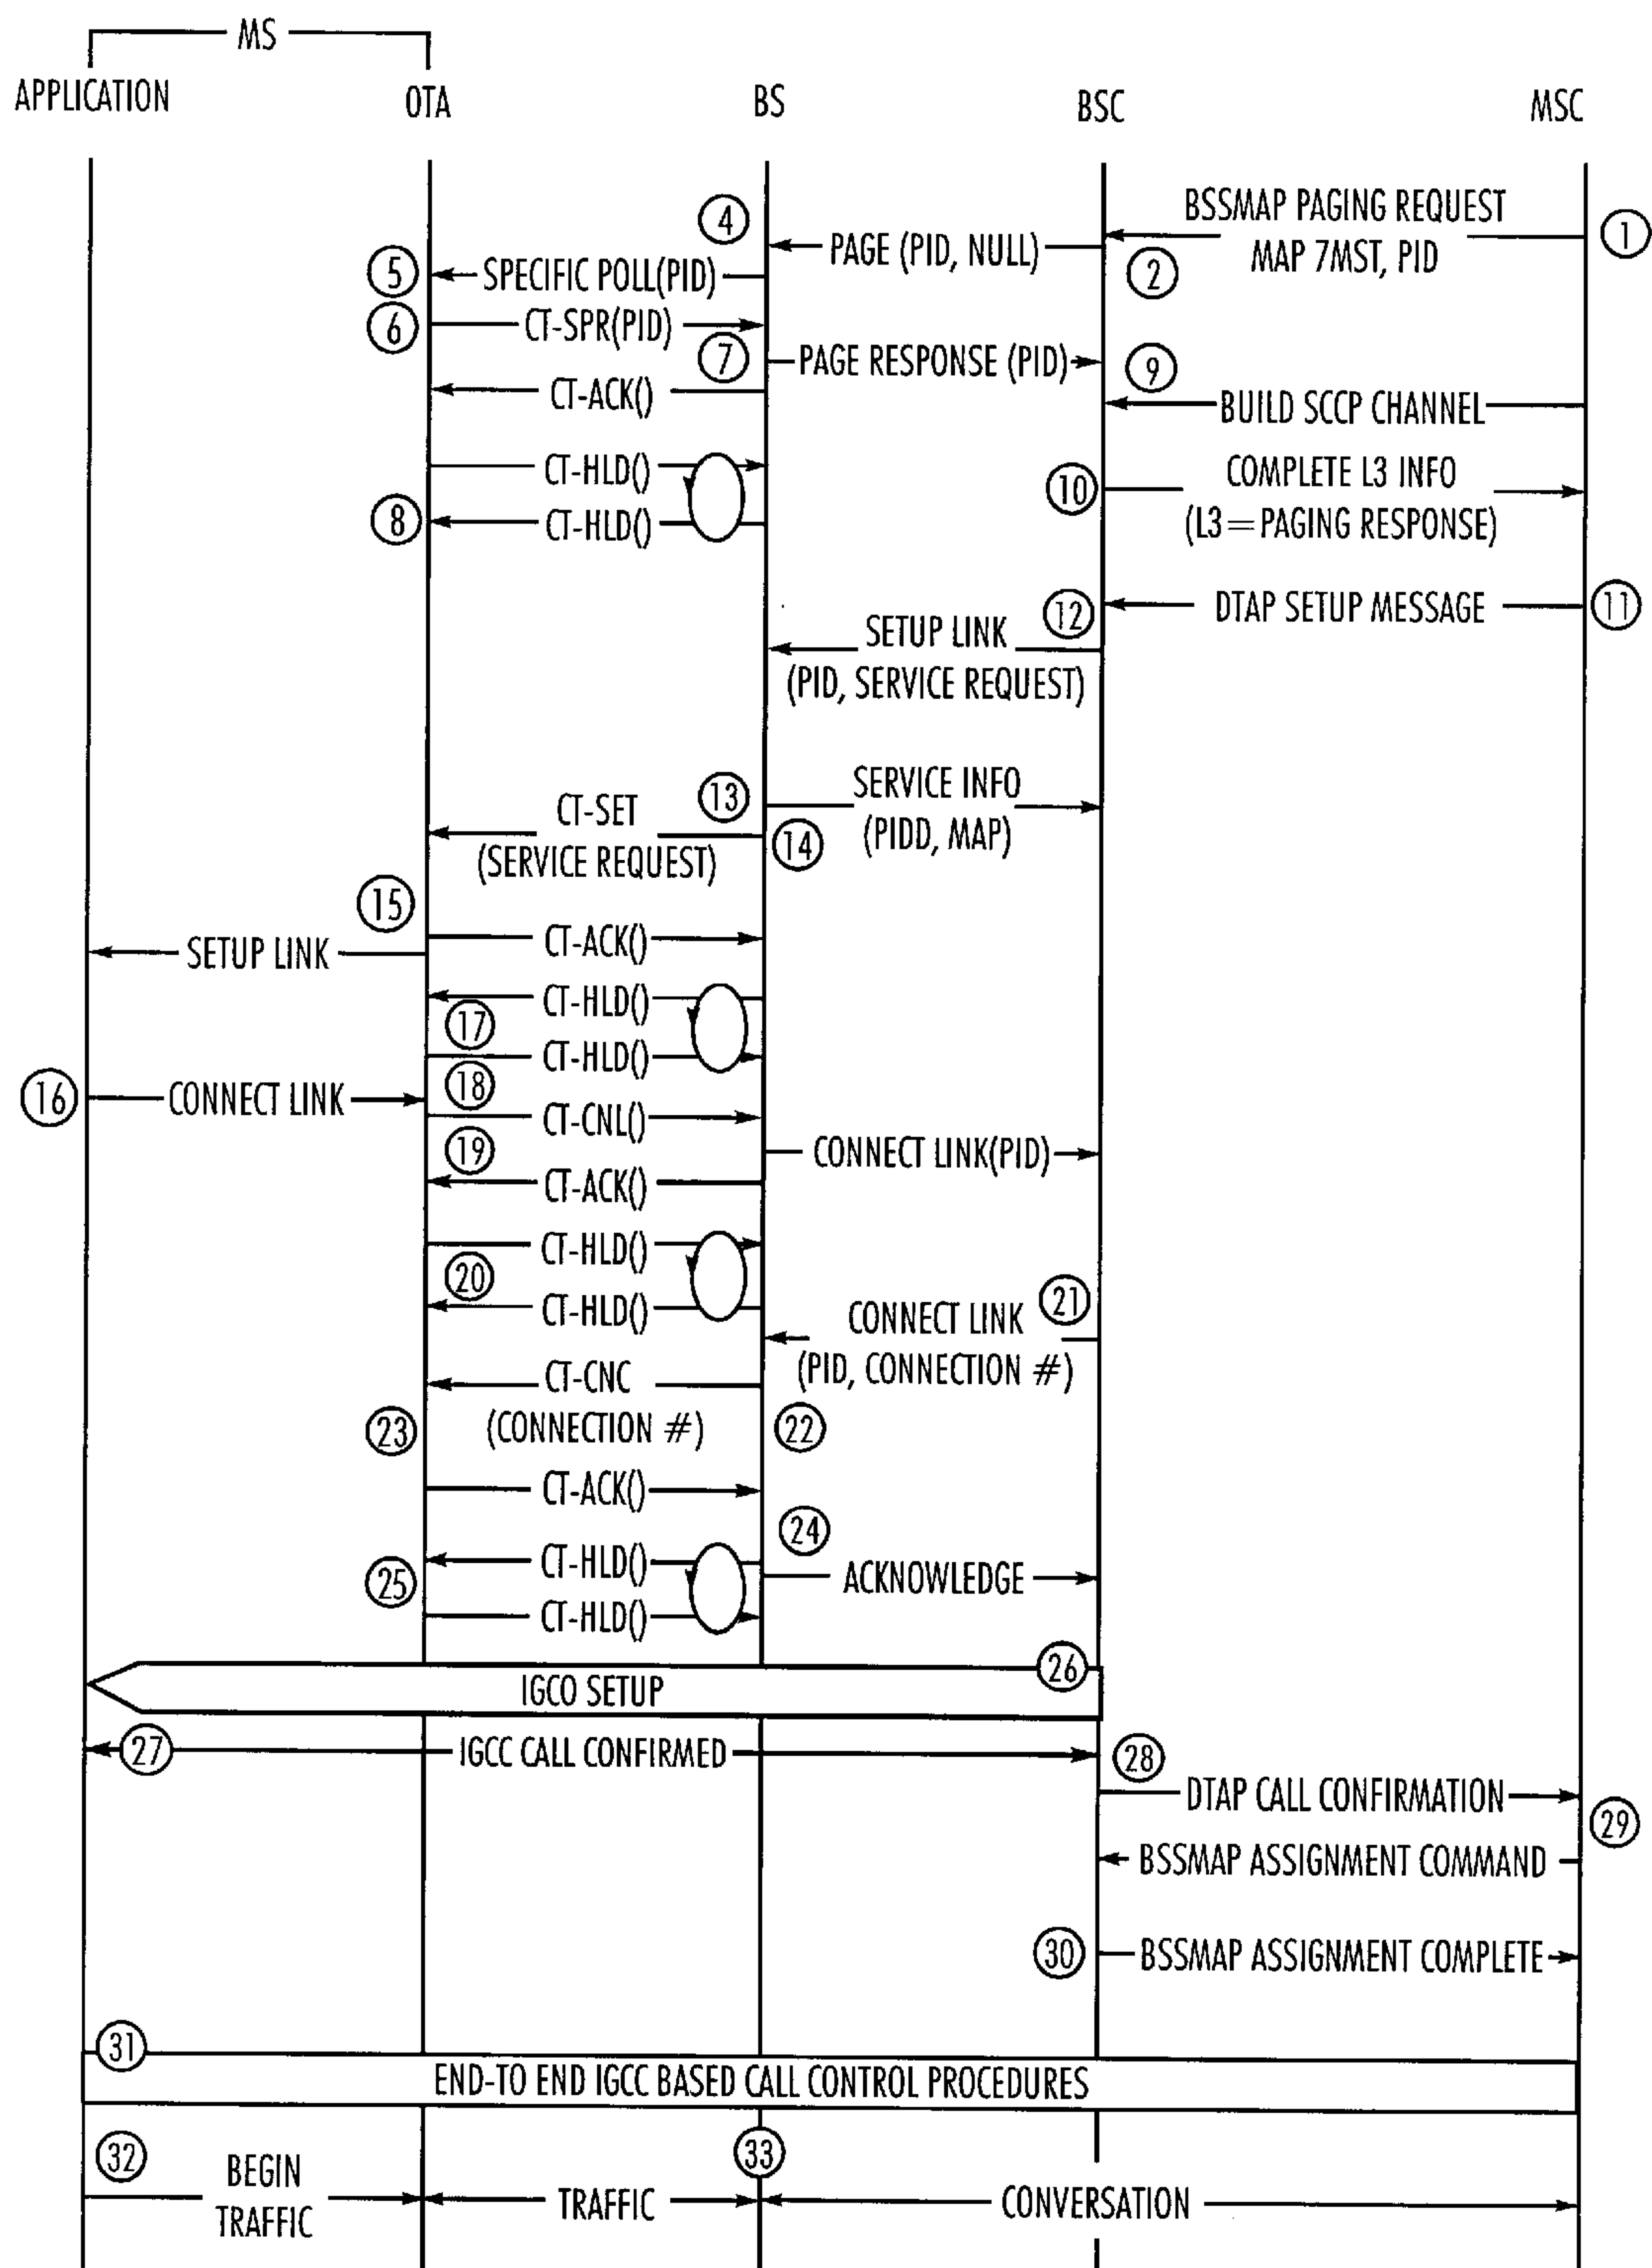 MS
APPLICATION OTA BS BSC MSC
BSSMAP PAGING REQUEST
MAP 7MST, PID
1
4
PAGE (PID, NULL)
2
5
SPECIFIC POLL(PID)
6
CT-SPR(PID)
7
PAGE RESPONSE (PID)
9
CT-ACK()
BUILD SCCP CHANNEL
CT-HLD()
10
COMPLETE L3 INFO
(L3=PAGING RESPONSE)
8
CT-HLD()
12
DTAP SETUP MESSAGE
11
SETUP LINK
(PID, SERVICE REQUEST)
13
SERVICE INFO
(PIDD, MAP)
CT-SET
(SERVICE REQUEST)
14
15
CT-ACK()
SETUP LINK
CT-HLD()
17
CT-HLD()
16
CONNECT LINK
18
CT-CNL()
19
CONNECT LINK(PID)
CT-ACK()
CT-HLD()
20
CT-HLD()
21
CONNECT LINK
(PID, CONNECTION #)
CT-CNC
(CONNECTION #)
23
22
CT-ACK()
24
CT-HLD()
ACKNOWLEDGE
25
CT-HLD()
26
IGCO SETUP
27
IGCC CALL CONFIRMED
28
DTAP CALL CONFIRMATION
29
BSSMAP ASSIGNMENT COMMAND
30
BSSMAP ASSIGNMENT COMPLETE
31
END-TO END IGCC BASED CALL CONTROL PROCEDURES
32
33
BEGIN
TRAFFIC
TRAFFIC
CONVERSATION